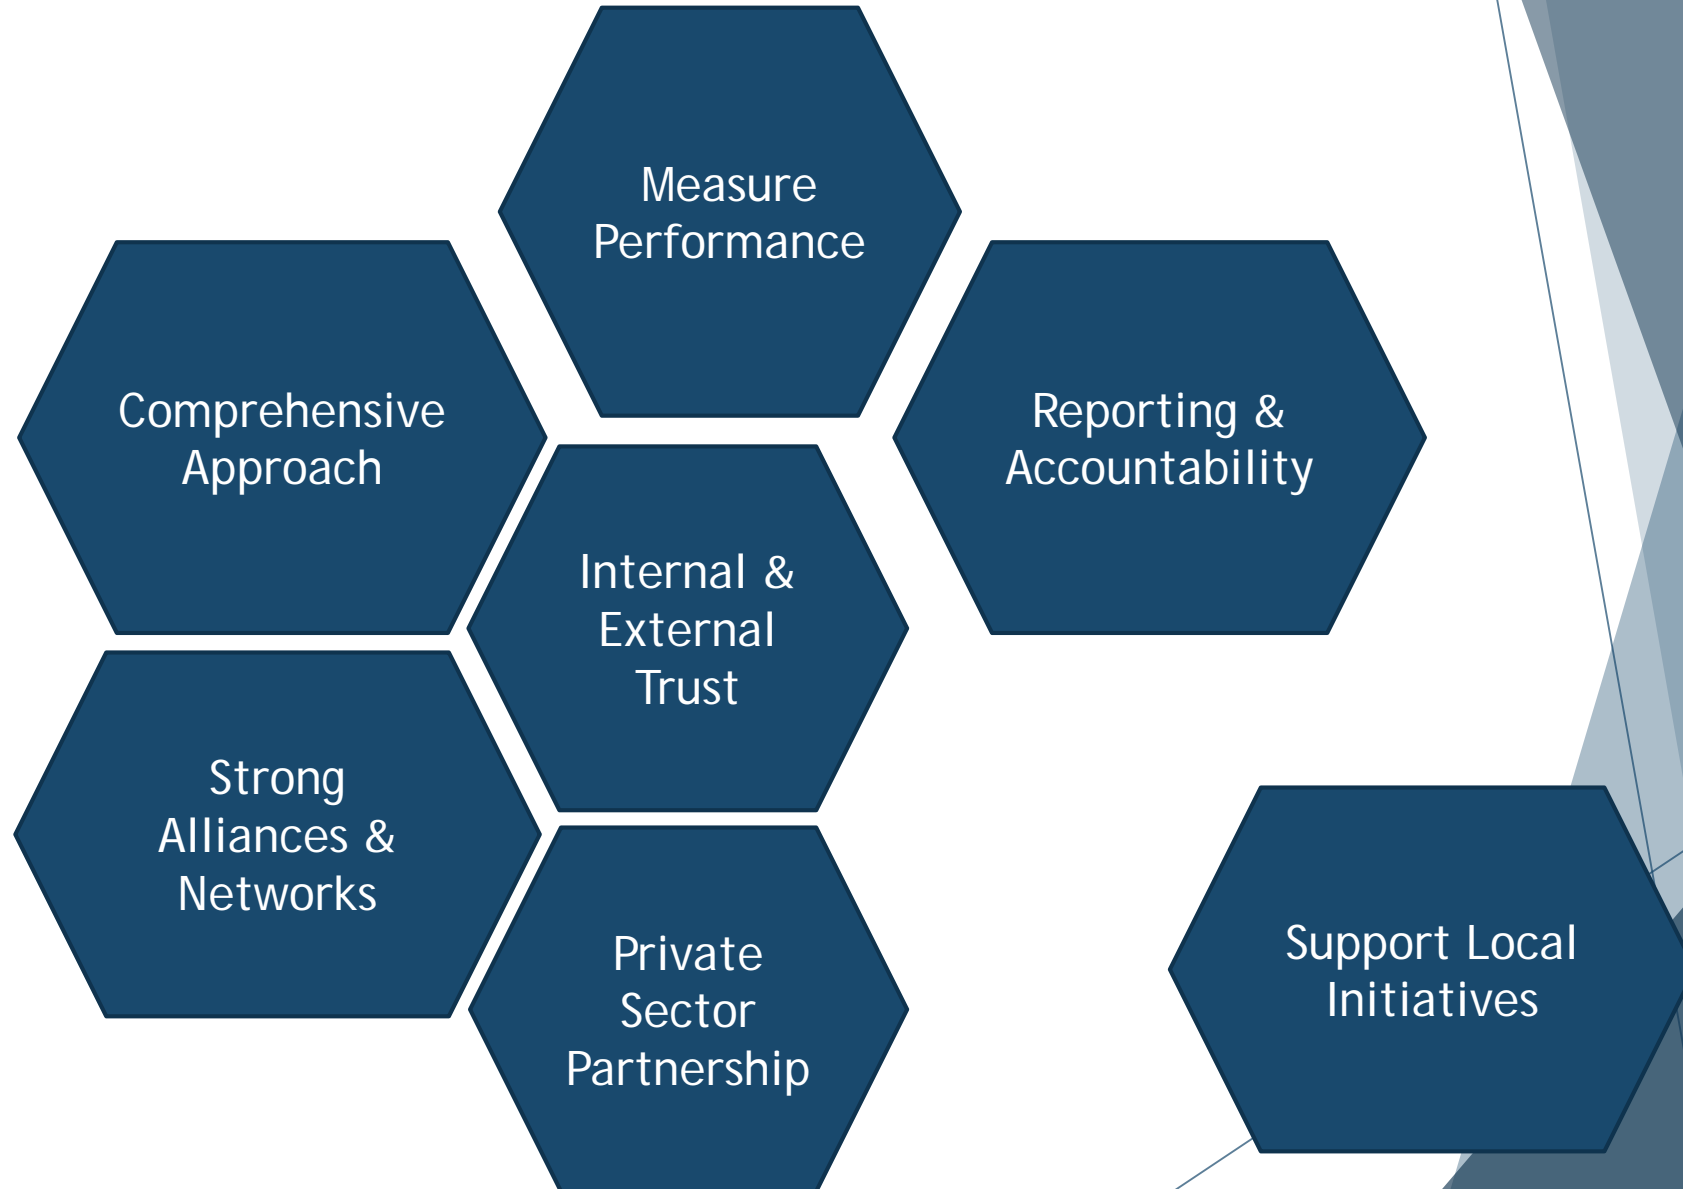 Measure
Performance
Comprehensive
Approach
Reporting &
Accountability
Internal &
External
Trust
Strong
Alliances &
Networks
Private
Sector
Partnership
Support Local
Initiatives